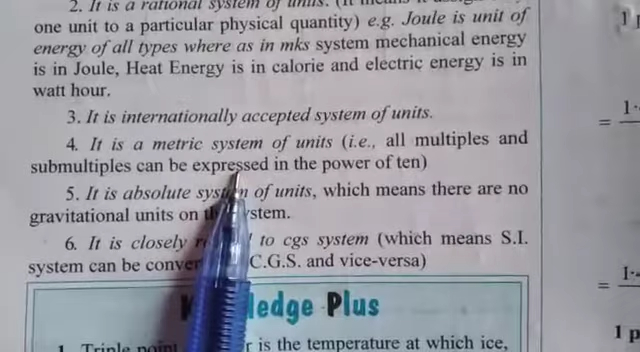 2. It is a rational system of units. (It means it
one unit to a particular physical quantity) e.g. Joule is unit of
energy of all types where as in mks system mechanical energy
is in Joule, Heat Energy is in calorie and electric energy is in
watt hour.
3. It is internationally accepted system of units.
4. It is a metric system of units (i.e., all multiples and
submultiples can be expressed in the power of ten)
5. It is absolute system of units, which means there are no
gravitational units on system.
6. It is closely to cgs system (which means S.I.
system can be C.G.S. and vice-versa)
Plus
1. Triple point is the temperature at which ice,
1
=
1.
=
1.
1 p